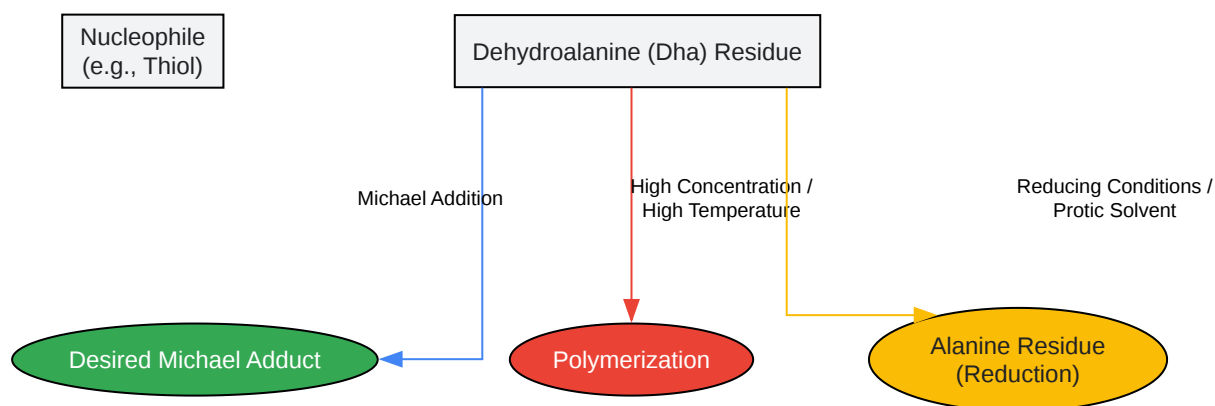 Nucleophile
(e.g., Thiol)
Dehydroalanine (Dha) Residue
Michael Addition
High Concentration /
High Temperature
Reducing Conditions /
Protic Solvent
Desired Michael Adduct
Polymerization
Alanine Residue
(Reduction)